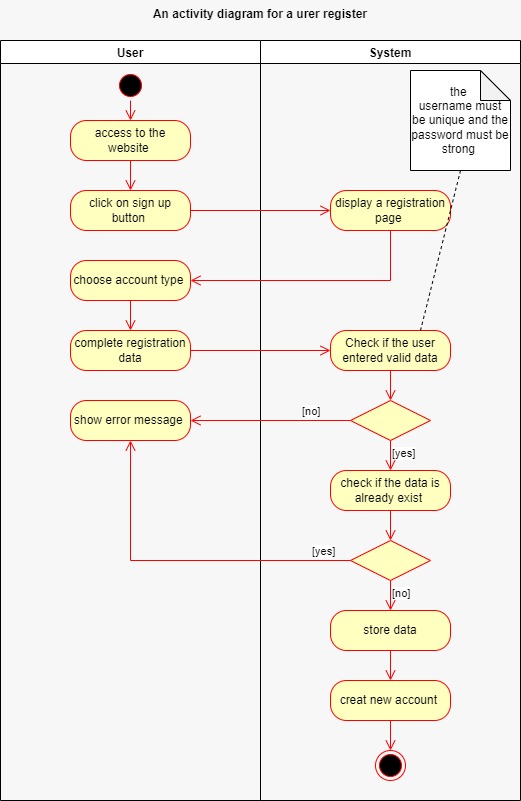 An activity diagram for a urer register
User
System
the
username must
be unique and the
password must be
strong
access to the
website
click on sign up
button
display a registration
page
choose account type
complete registration
data
Check if the user
entered valid data
show error message
[no]
[yes]
check if the data is
already exist
[yes]
[no]
store data
creat new account